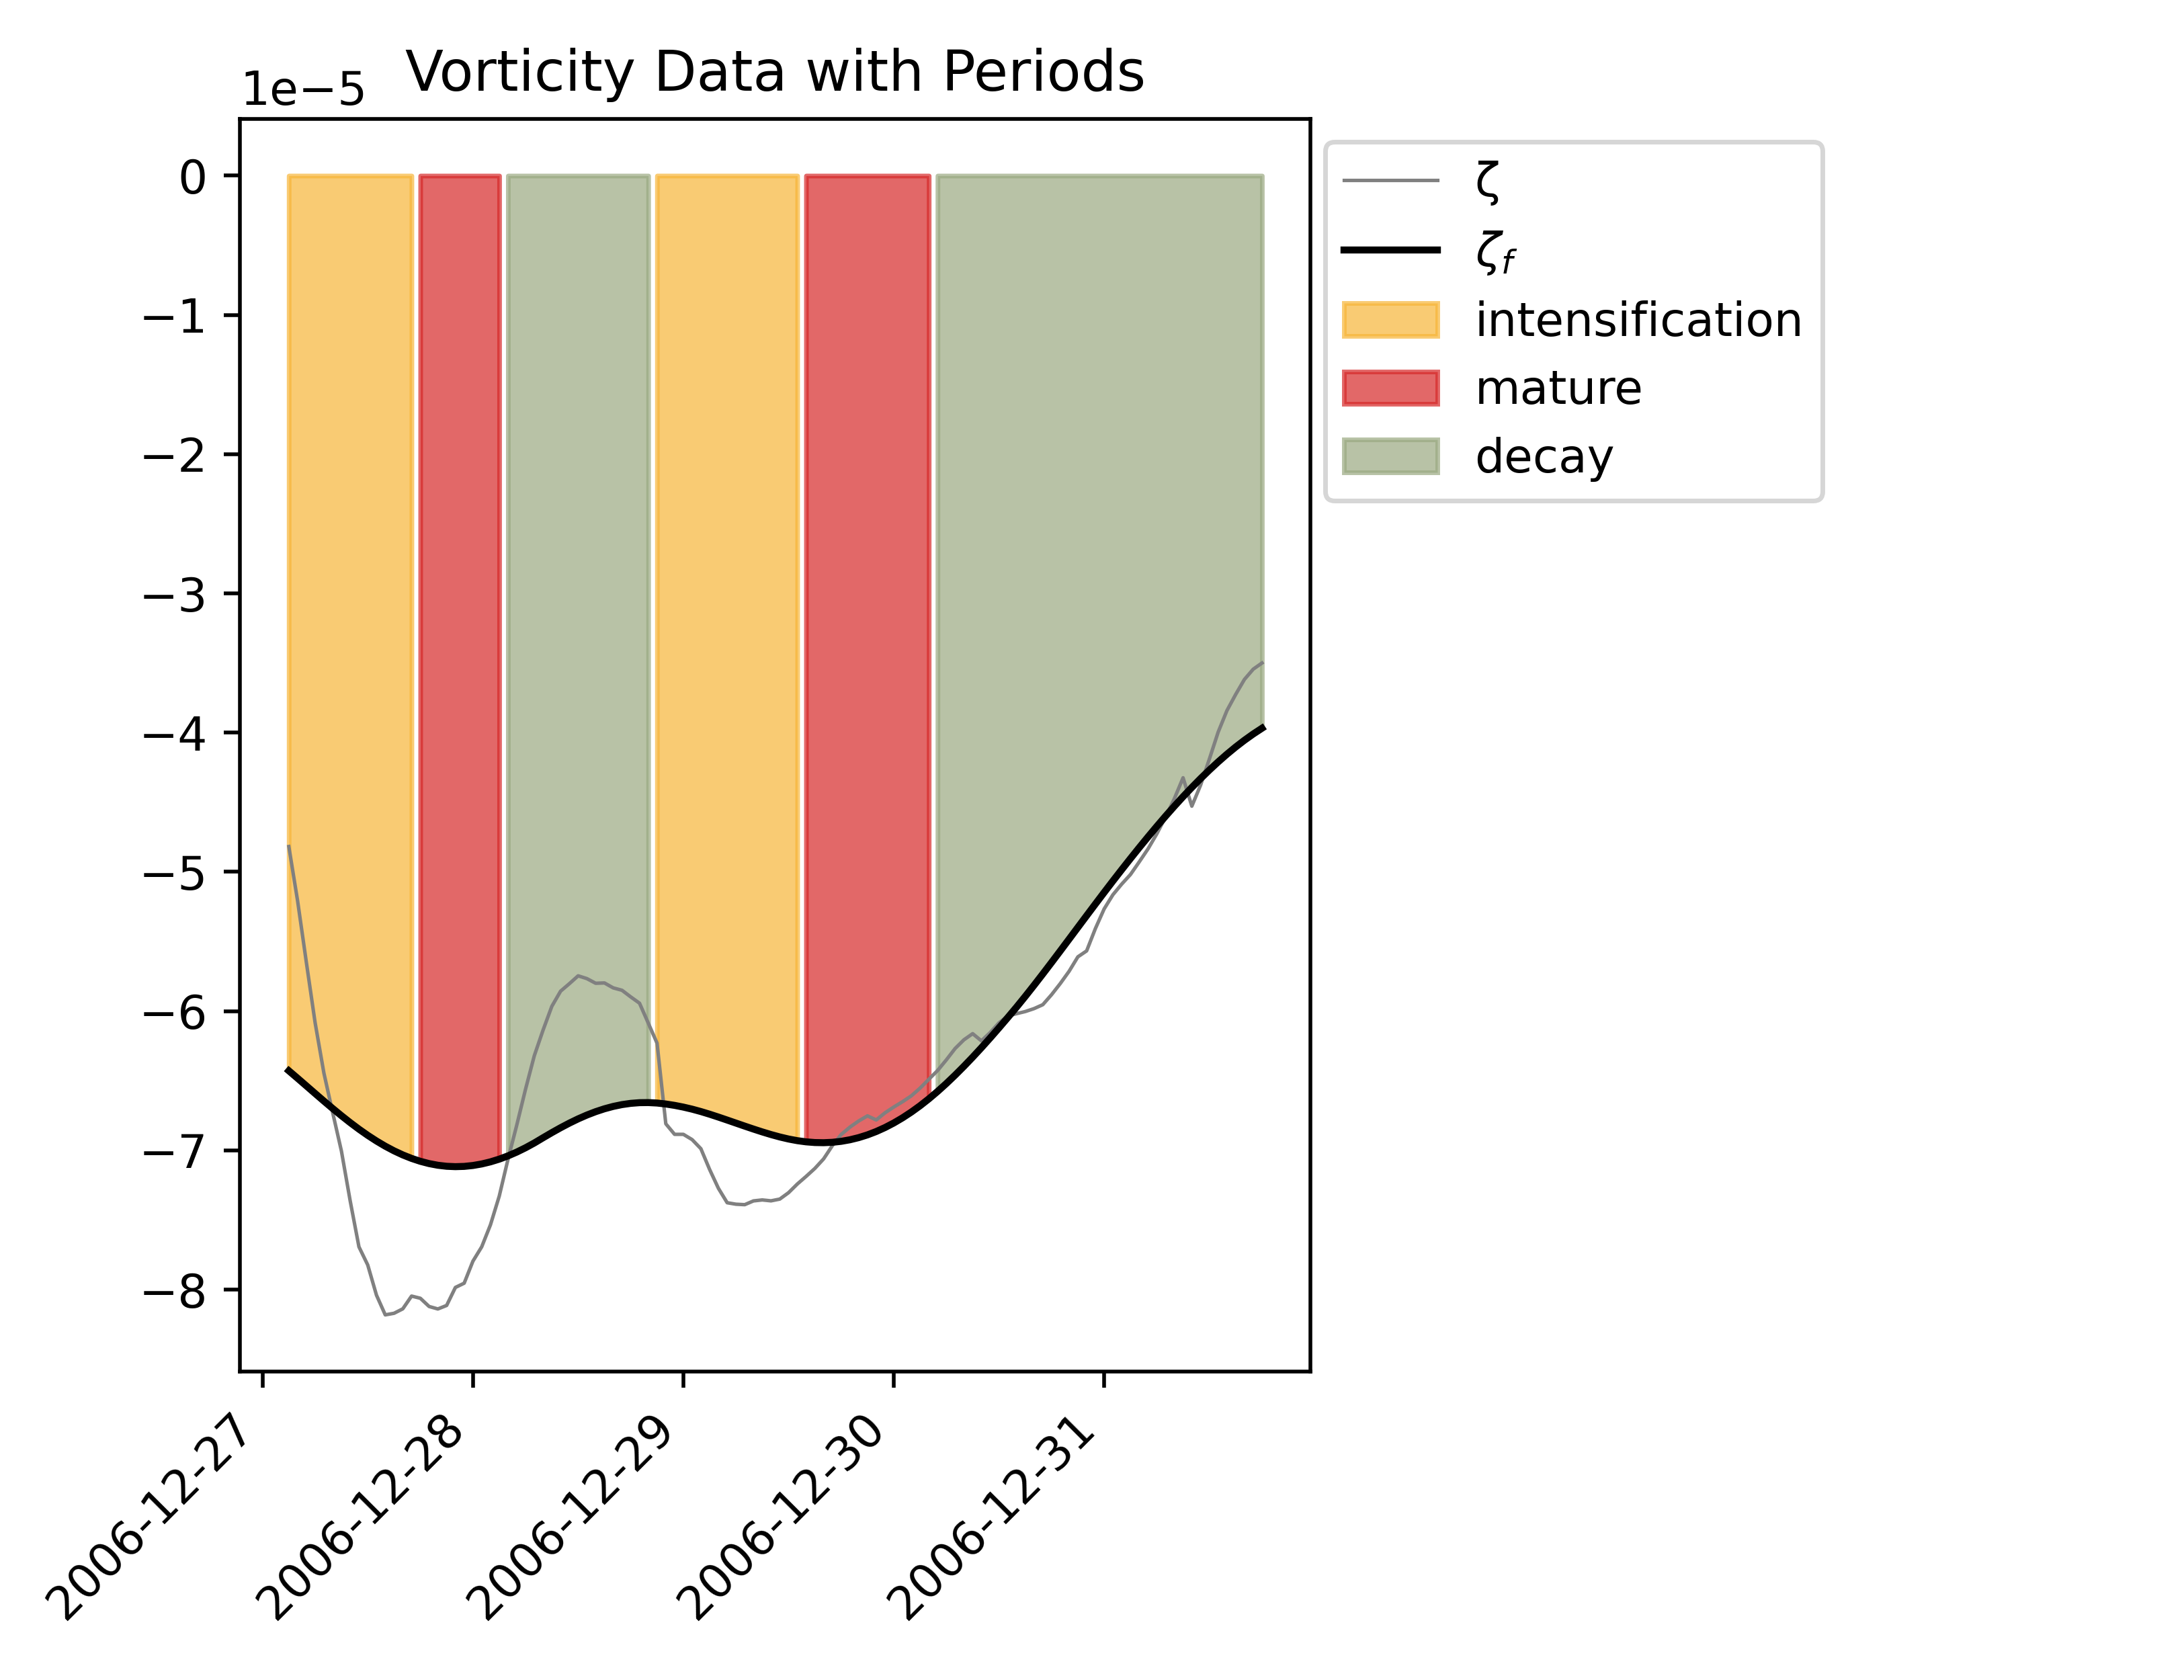 Vorticity Data with Periods
1e−5
0
−1
−2
−3
−4
−5
−6
−7
−8
2006-12-27
2006-12-28
2006-12-29
2006-12-30
2006-12-31
ζ
ζf
intensification
mature
decay